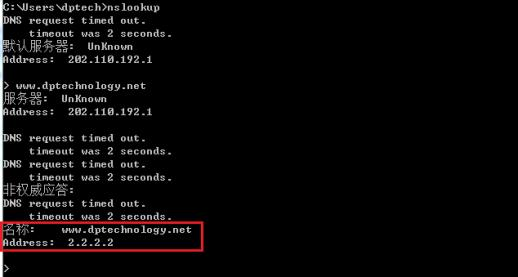 C:\Users\dptech>nslookup
DNS request timed out.
    timeout was 2 seconds.
默认服务器:  UnKnown
Address:  202.110.192.1
> www.dptechnology.net
服务器:  UnKnown
Address:  202.110.192.1
DNS request timed out.
    timeout was 2 seconds.
DNS request timed out.
    timeout was 2 seconds.
非权威应答:
DNS request timed out.
    timeout was 2 seconds.
名称:    www.dptechnology.net
Address:  2.2.2.2
>